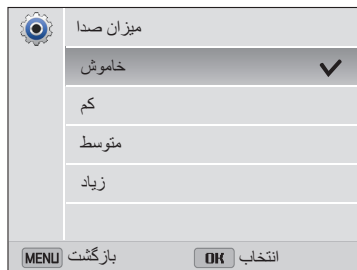 میزان صدا
خاموش
کم
متوسط
زیاد
انتخاب OK بازگشت MENU